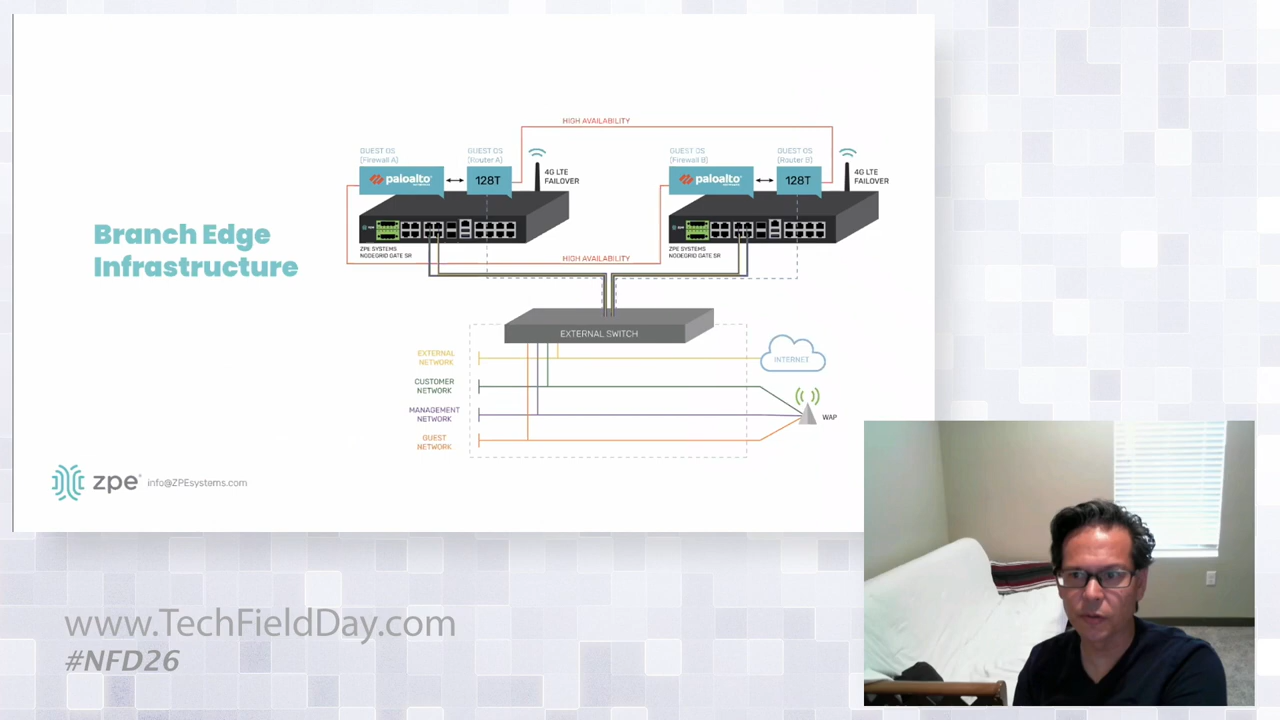 HIGH AVAILABILITY
GUEST OS
(Firewall A)
GUEST OS
(Router A)
GUEST OS
(Firewall B)
GUEST OS
(Router B)
paloalto
128T
4G LTE
FAILOVER
paloalto
128T
4G LTE
FAILOVER
Branch Edge
Infrastructure
ZPE SYSTEMS
NODEGRID GATE SR
HIGH AVAILABILITY
ZPE SYSTEMS
NODEGRID GATE SR
EXTERNAL SWITCH
EXTERNAL
NETWORK
INTERNET
CUSTOMER
NETWORK
MANAGEMENT
NETWORK
WAP
GUEST
NETWORK
zpe
info@ZPEsystems.com
www.TechFieldDay.com
#NFD26